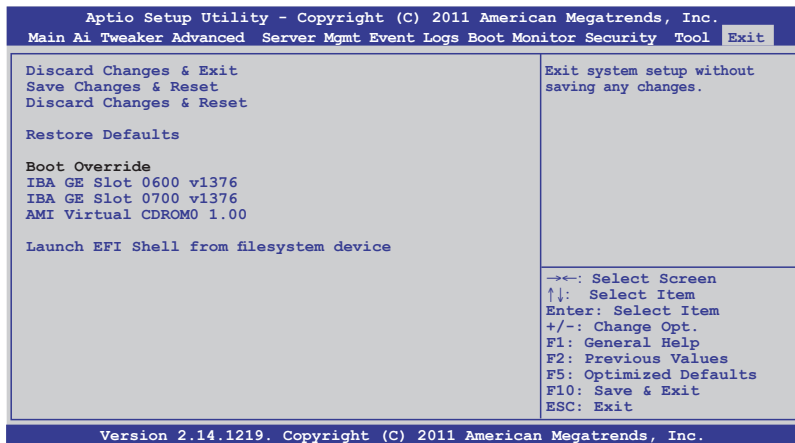 Aptio Setup Utility - Copyright (C) 2011 American Megatrends, Inc.
Main Ai Tweaker Advanced Server Mgmt Event Logs Boot Monitor Security Tool Exit
Discard Changes & Exit
Save Changes & Reset
Discard Changes & Reset
Restore Defaults
Boot Override
IBA GE Slot 0600 v1376
IBA GE Slot 0700 v1376
AMI Virtual CDROM0 1.00
Launch EFI Shell from filesystem device
Exit system setup without
saving any changes.
→←: Select Screen
↑↓: Select Item
Enter: Select Item
+/-: Change Opt.
F1: General Help
F2: Previous Values
F5: Optimized Defaults
F10: Save & Exit
ESC: Exit
Version 2.14.1219. Copyright (C) 2011 American Megatrends, Inc.